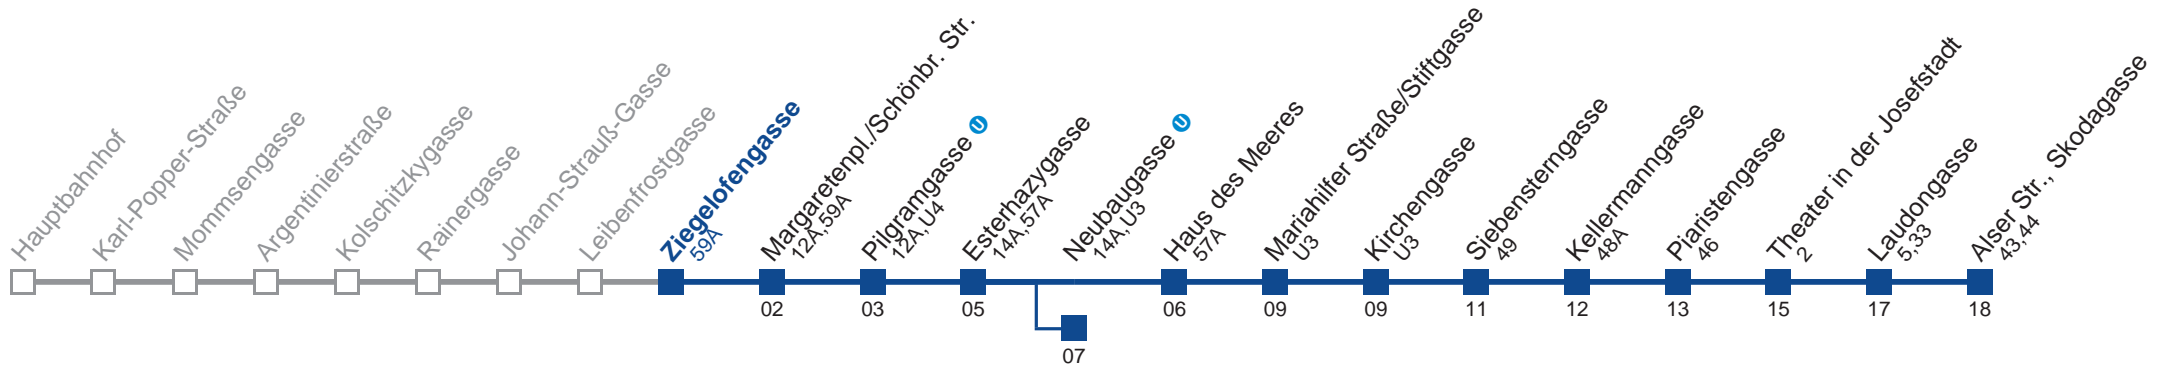 Hauptbahnhof
Karl-Popper-Straße
Mommsengasse
Argentinierstraße
Kolschitzkygasse
Rainergasse
Johann-Strauß-Gasse
Leibenfrostgasse
Ziegelofengasse
59A
Margaretenpl./Schönbr. Str.
12A,59A
02
Pilgramgasse U
12A,U4
03
Esterhazygasse
14A,57A
05
Neubaugasse U
14A,U3
07
Haus des Meeres
57A
06
Mariahilfer Straße/Stiftgasse
U3
09
Kirchengasse
U3
09
Siebensterngasse
49
11
Kellermanngasse
48A
12
Piaristengasse
46
13
Theater in der Josefstadt
2
15
Laudongasse
5,33
17
Alser Str., Skodagasse
43,44
18